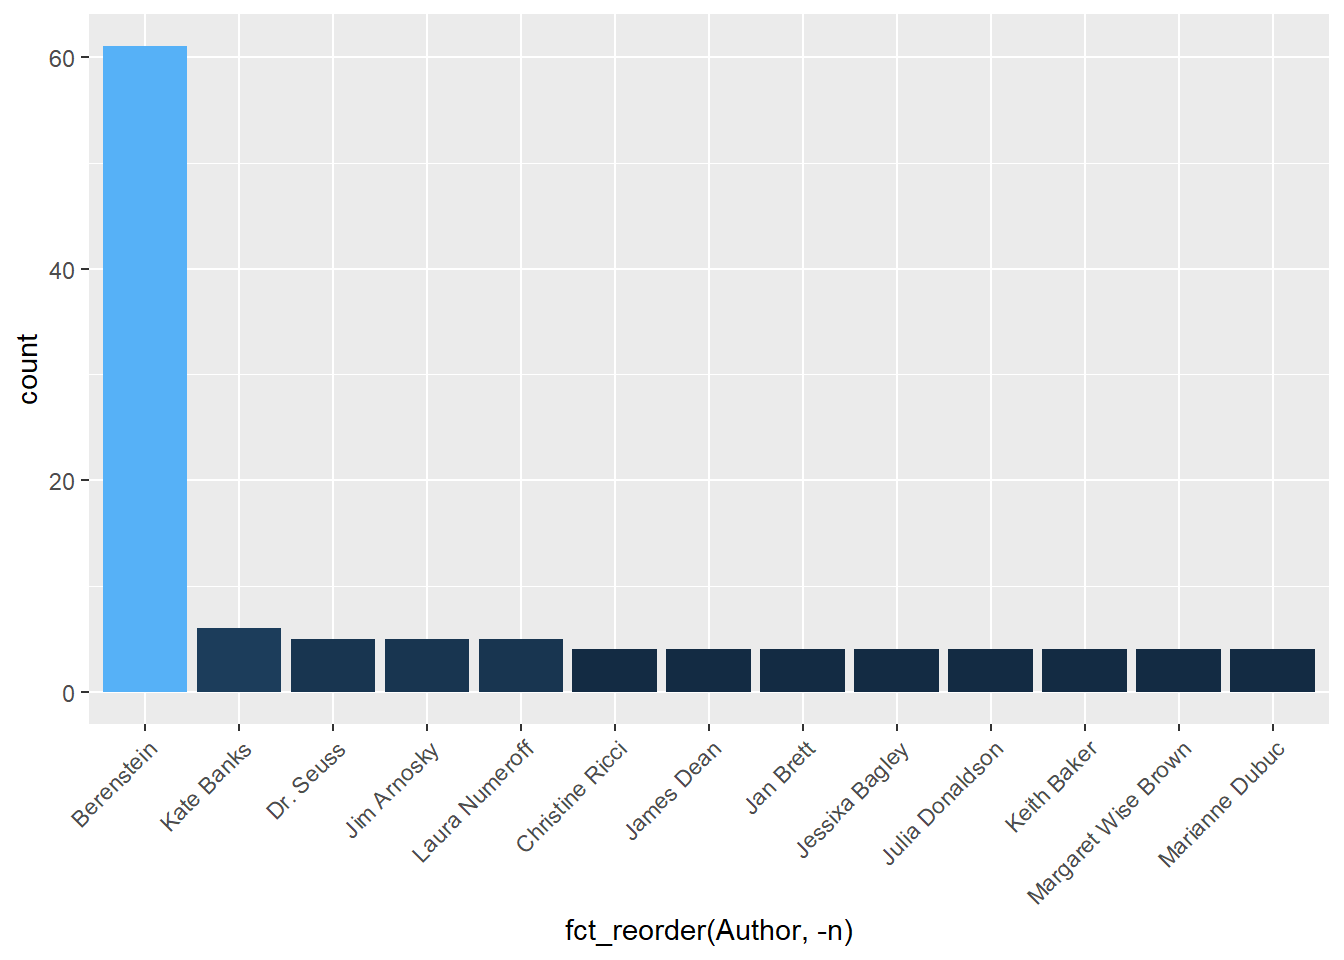 60
40
20
0
count
Berenstein
Kate Banks
Dr. Seuss
Jim Arnosky
Laura Numeroff
Christine Ricci
James Dean
Jan Brett
Jessixa Bagley
Julia Donaldson
Keith Baker
Margaret Wise Brown
Marianne Dubuc
fct_reorder(Author, -n)